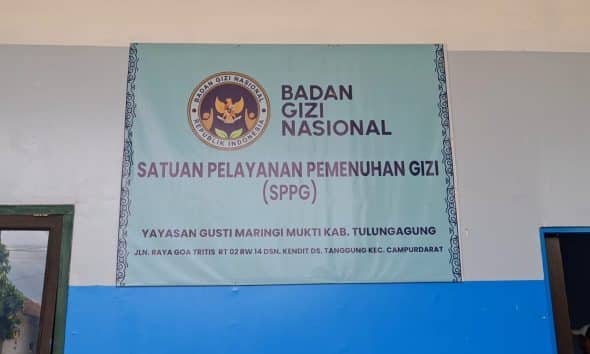 BADAN GIZI NASIONAL
REPUBLIK INDONESIA
BADAN
GIZI
NASIONAL
SATUAN PELAYANAN PEMENUHAN GIZI
(SPPG)
YAYASAN GUSTI MARINGI MUKTI KAB. TULUNGAGUNG
JLN. RAYA GOA TRITIS RT 02 RW 14 DSN. KENDIT DS. TANGGUNG KEC. CAMPURDARAT